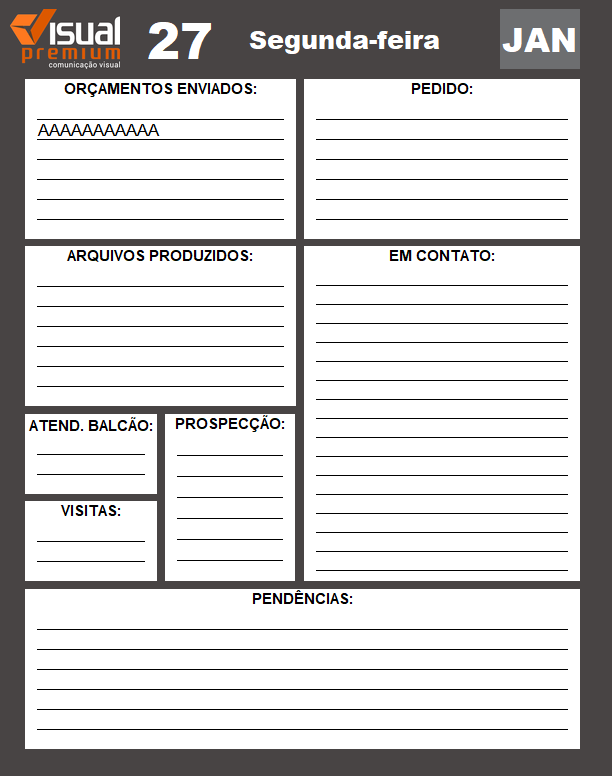 Visual
premium
comunicação visual
27
Segunda-feira
JAN
ORÇAMENTOS ENVIADOS:
AAAAAAAAAAA
PEDIDO:
ARQUIVOS PRODUZIDOS:
EM CONTATO:
ATEND. BALCÃO:
PROSPECÇÃO:
VISITAS:
PENDÊNCIAS: